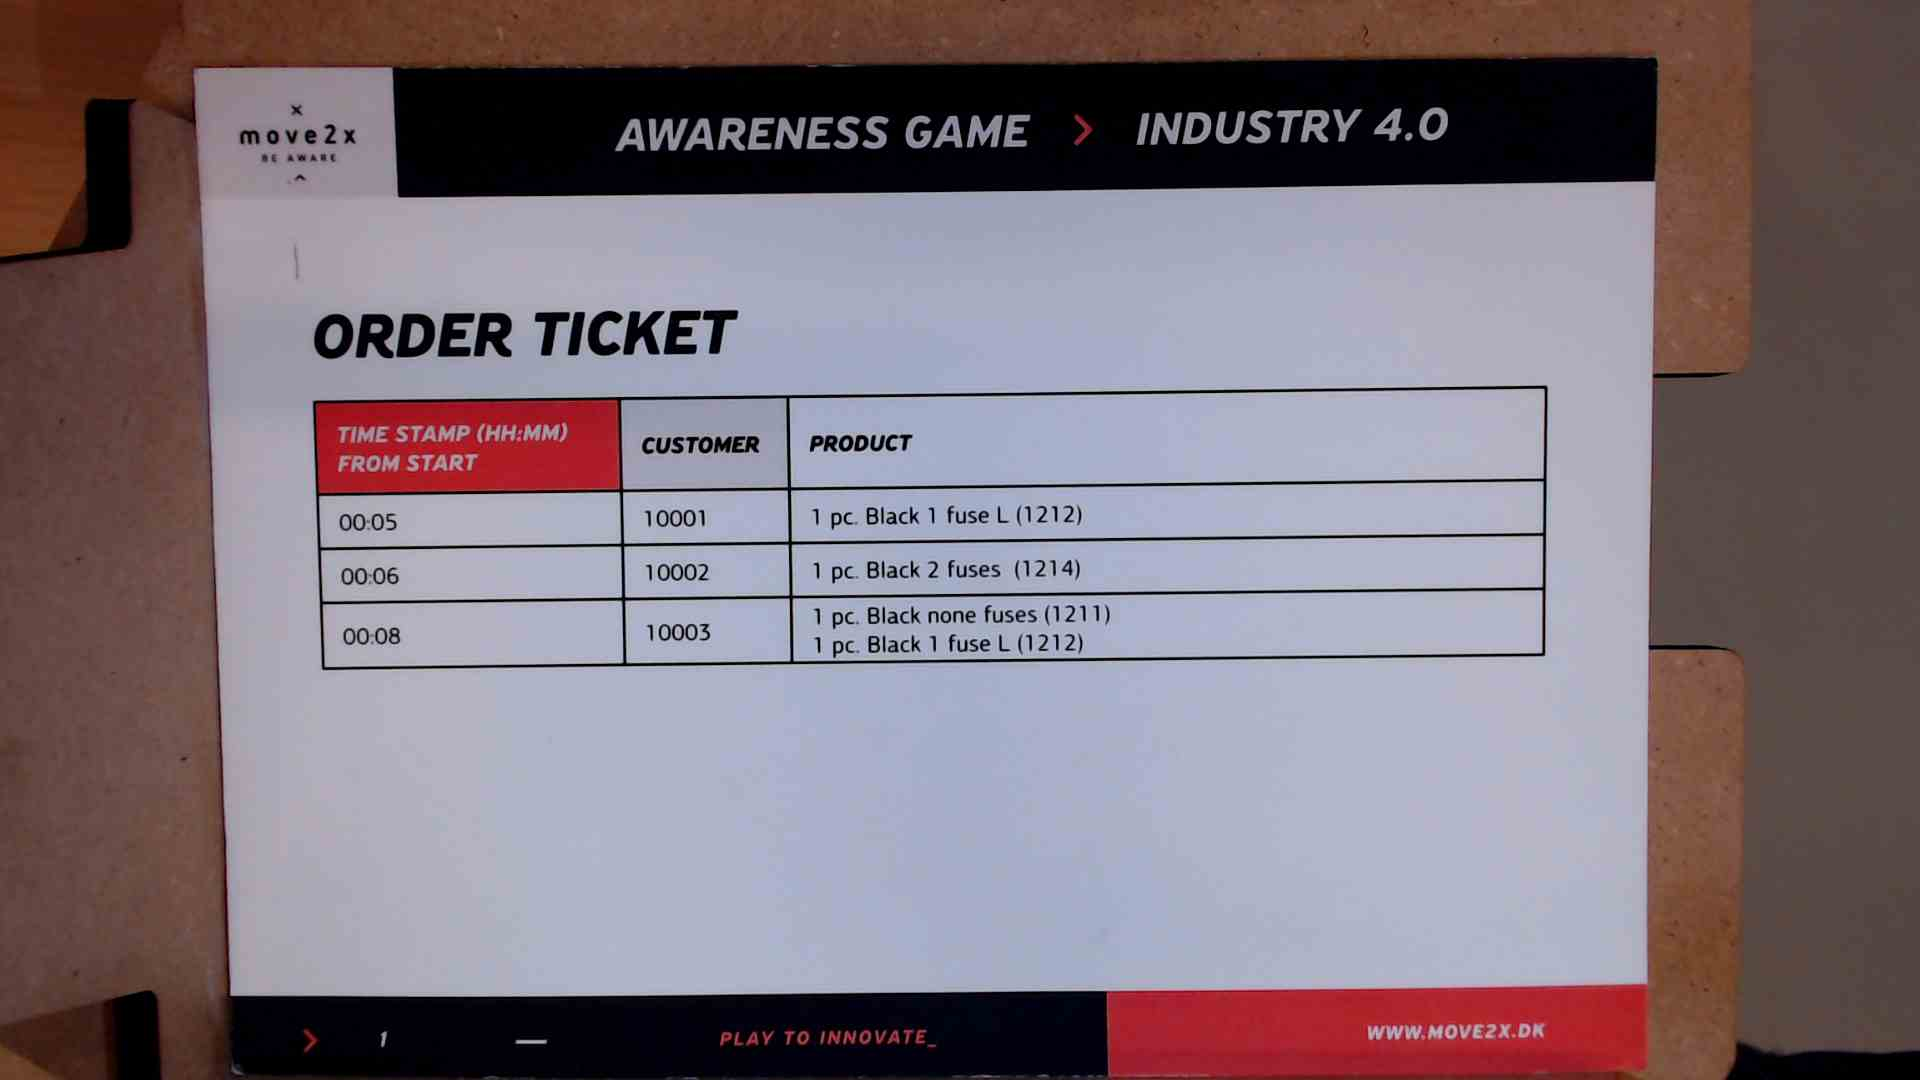 x
move2x
BE AWARE
AWARENESS GAME > INDUSTRY 4.0
ORDER TICKET
TIME STAMP (HH:MM)
FROM START
CUSTOMER
PRODUCT
00:05 10001 1 pc. Black 1 fuse L (1212)
00:06 10002 1 pc. Black 2 fuses (1214)
00:08 10003 1 pc. Black none fuses (1211)
1 pc. Black 1 fuse L (1212)
> 1 — PLAY TO INNOVATE_ WWW.MOVE2X.DK